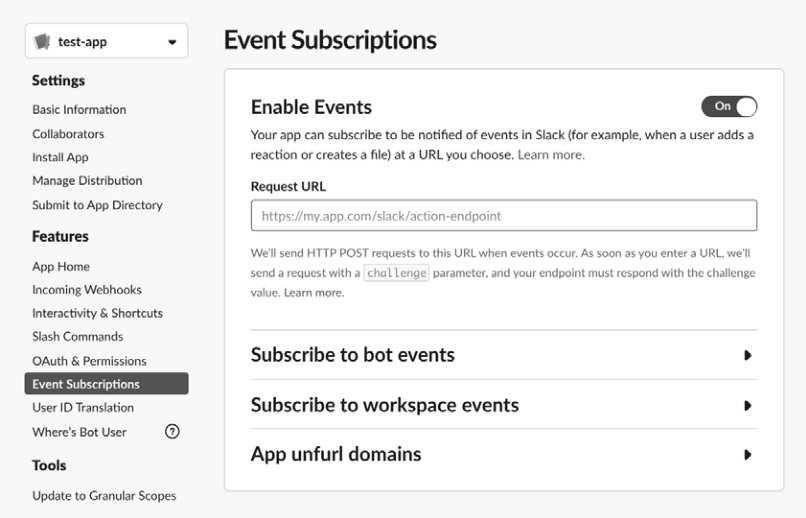 test-app
Settings
Basic Information
Collaborators
Install App
Manage Distribution
Submit to App Directory
Features
App Home
Incoming Webhooks
Interactivity & Shortcuts
Slash Commands
OAuth & Permissions
Event Subscriptions
User ID Translation
Where's Bot User ?
Tools
Update to Granular Scopes
Event Subscriptions
Enable Events On
Your app can subscribe to be notified of events in Slack (for example, when a user adds a
reaction or creates a file) at a URL you choose. Learn more.
Request URL
https://my.app.com/slack/action-endpoint
We'll send HTTP POST requests to this URL when events occur. As soon as you enter a URL, we'll
send a request with a challenge parameter, and your endpoint must respond with the challenge
value. Learn more.
Subscribe to bot events
Subscribe to workspace events
App unfurl domains